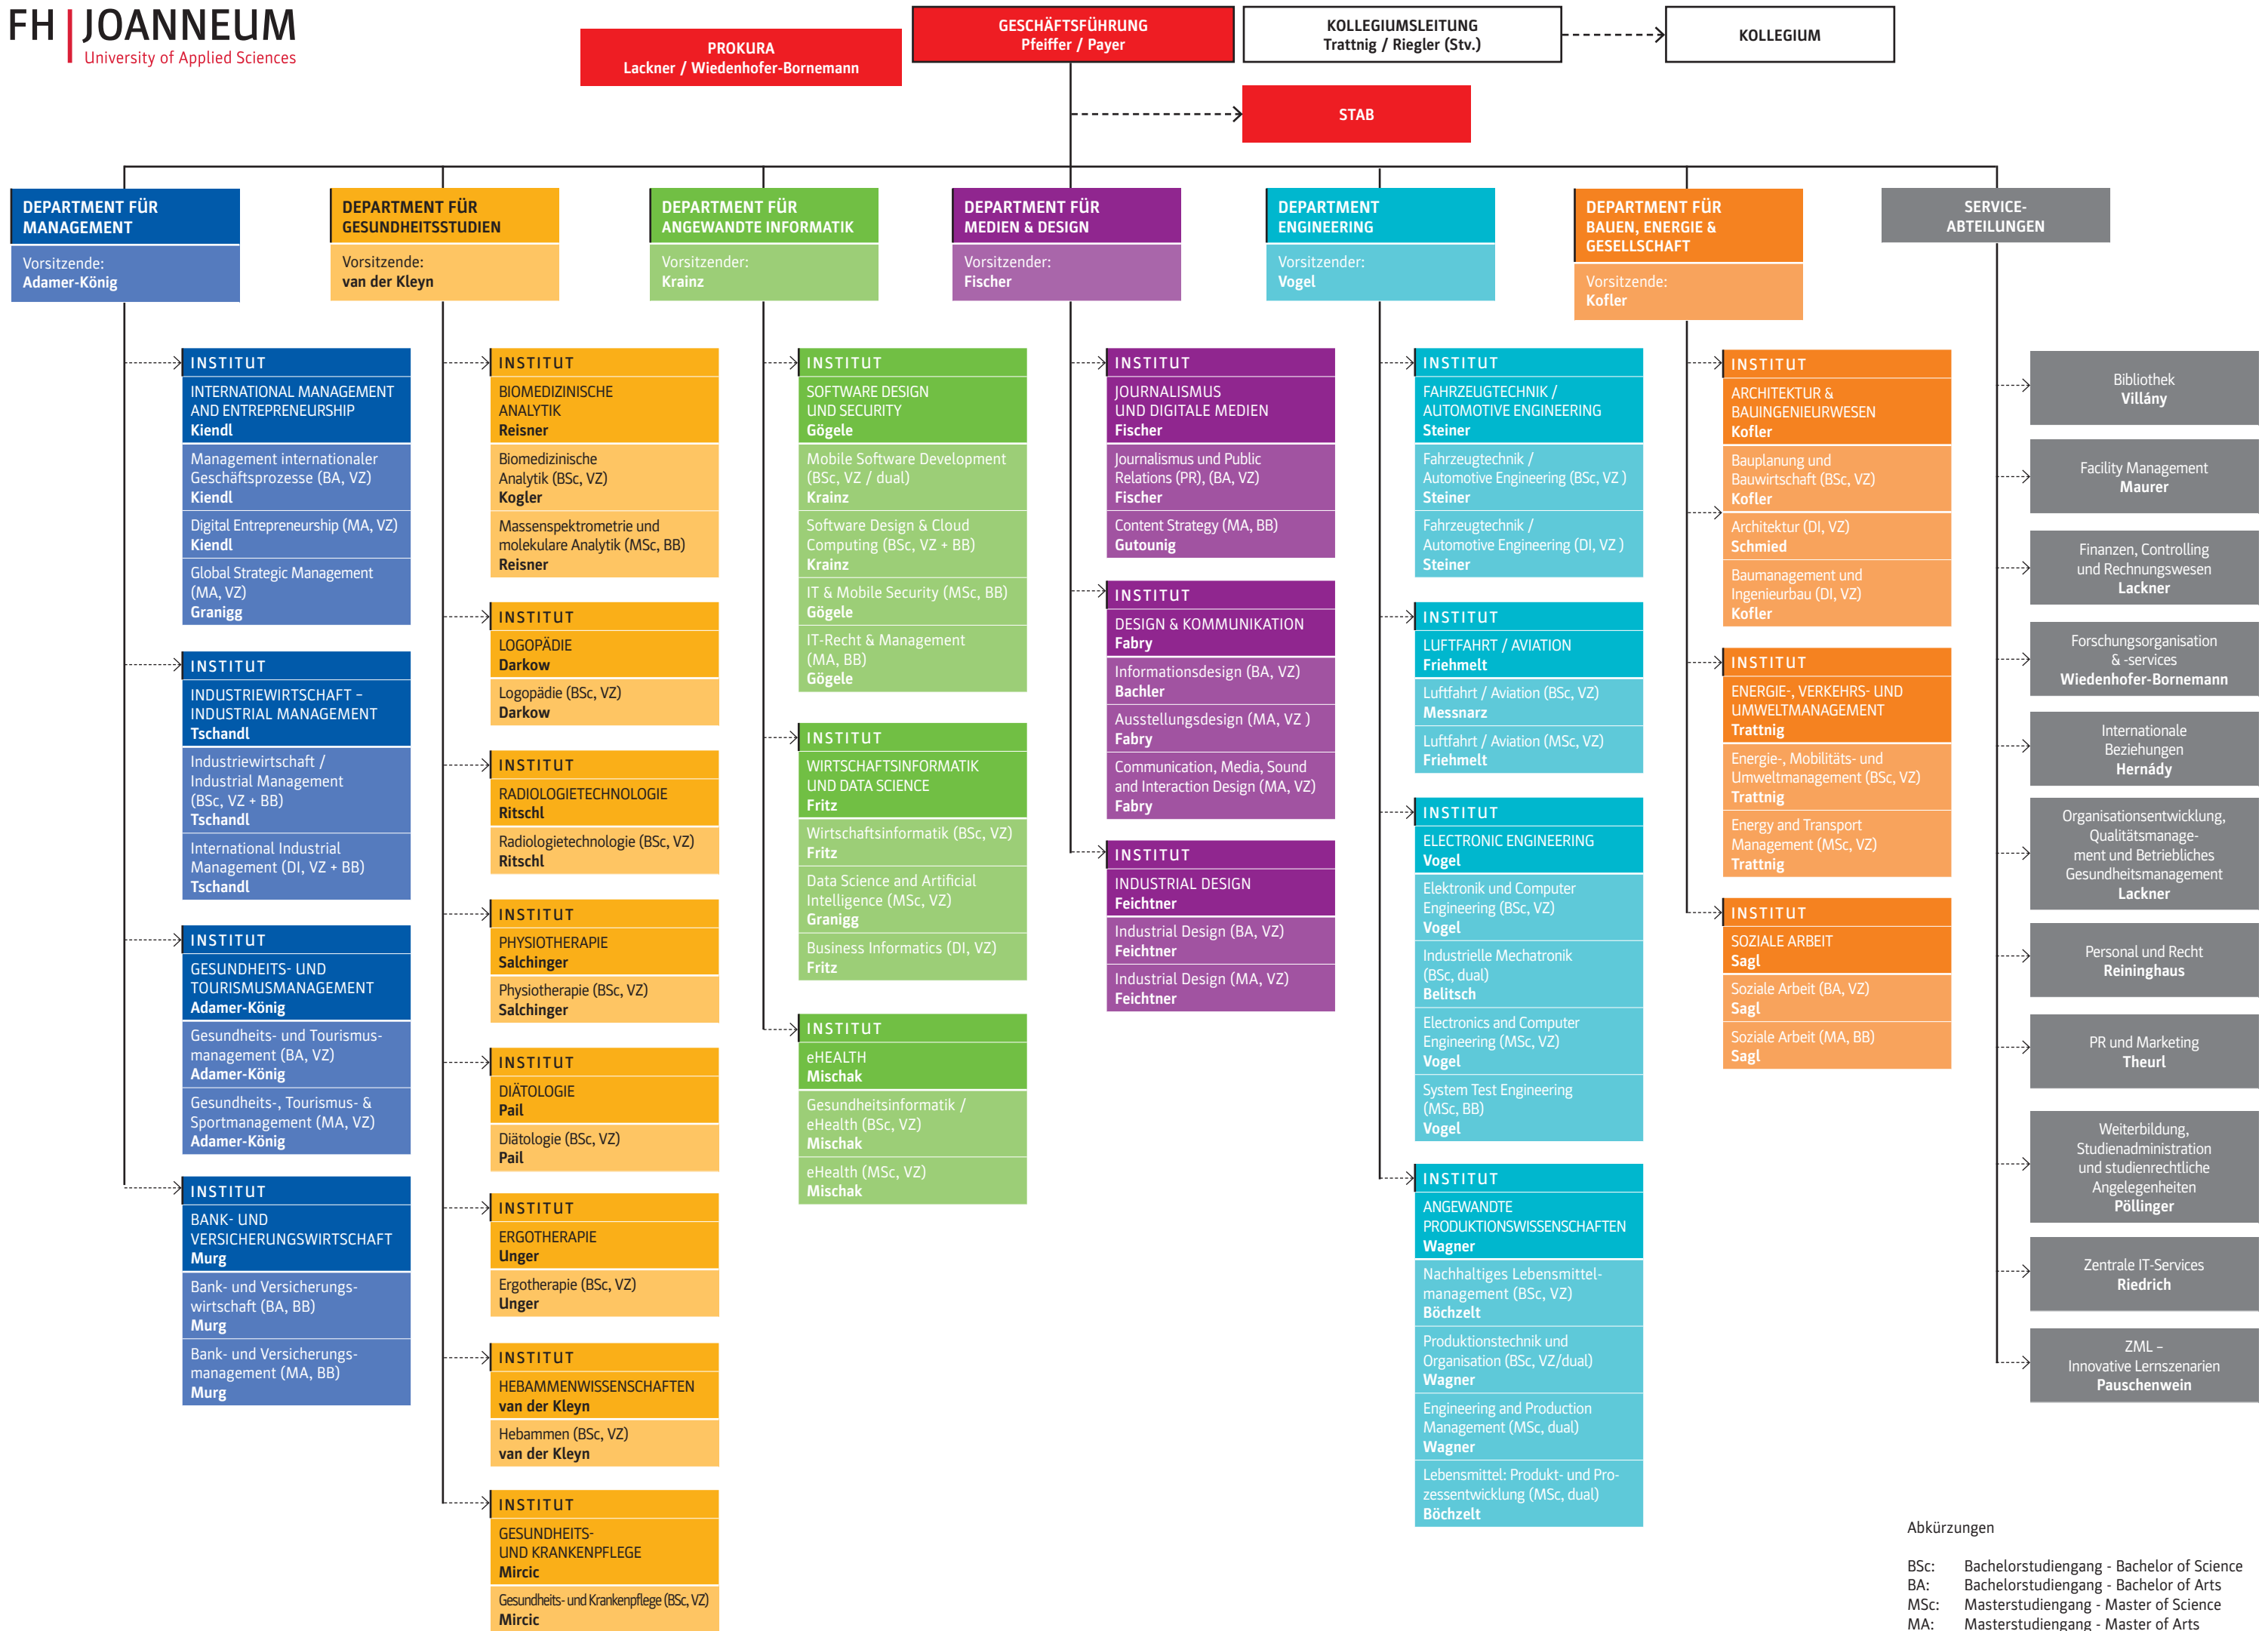 FH | JOANNEUM
University of Applied Sciences
PROKURA
Lackner / Wiedenhofer-Bornemann
GESCHÄFTSFÜHRUNG
Pfeiffer / Payer
KOLLEGIUMSLEITUNG
Trattnig / Riegler (Stv.)
KOLLEGIUM
STAB
DEPARTMENT FÜR
MANAGEMENT
Vorsitzende:
Adamer-König
INSTITUT
INTERNATIONAL MANAGEMENT
AND ENTREPRENEURSHIP
Kiendl
Management internationaler
Geschäftsprozesse (BA, VZ)
Kiendl
Digital Entrepreneurship (MA, VZ)
Kiendl
Global Strategic Management
(MA, VZ)
Granigg
INSTITUT
INDUSTRIEWIRTSCHAFT –
INDUSTRIAL MANAGEMENT
Tschandl
Industriewirtschaft /
Industrial Management
(BSc, VZ + BB)
Tschandl
International Industrial
Management (DI, VZ + BB)
Tschandl
INSTITUT
GESUNDHEITS- UND
TOURISMUSMANAGEMENT
Adamer-König
Gesundheits- und Tourismus-
management (BA, VZ)
Adamer-König
Gesundheits-, Tourismus- &
Sportmanagement (MA, VZ)
Adamer-König
INSTITUT
BANK- UND
VERSICHERUNGSWIRTSCHAFT
Murg
Bank- und Versicherungs-
wirtschaft (BA, BB)
Murg
Bank- und Versicherungs-
management (MA, BB)
Murg
DEPARTMENT FÜR
GESUNDHEITSSTUDIEN
Vorsitzende:
van der Kleyn
INSTITUT
BIOMEDIZINISCHE
ANALYTIK
Reisner
Biomedizinische
Analytik (BSc, VZ)
Kogler
Massenspektrometrie und
molekulare Analytik (MSc, BB)
Reisner
INSTITUT
LOGOPÄDIE
Darkow
Logopädie (BSc, VZ)
Darkow
INSTITUT
RADIOLOGIETECHNOLOGIE
Ritschl
Radiologietechnologie (BSc, VZ)
Ritschl
INSTITUT
PHYSIOTHERAPIE
Salchinger
Physiotherapie (BSc, VZ)
Salchinger
INSTITUT
DIÄTOLOGIE
Pail
Diätologie (BSc, VZ)
Pail
INSTITUT
ERGOTHERAPIE
Unger
Ergotherapie (BSc, VZ)
Unger
INSTITUT
HEBAMMENWISSENSCHAFTEN
van der Kleyn
Hebammen (BSc, VZ)
van der Kleyn
INSTITUT
GESUNDHEITS-
UND KRANKENPFLEGE
Mircic
Gesundheits- und Krankenpflege (BSc, VZ)
Mircic
DEPARTMENT FÜR
ANGEWANDTE INFORMATIK
Vorsitzender:
Krainz
INSTITUT
SOFTWARE DESIGN
UND SECURITY
Gögele
Mobile Software Development
(BSc, VZ / dual)
Krainz
Software Design & Cloud
Computing (BSc, VZ + BB)
Krainz
IT & Mobile Security (MSc, BB)
Gögele
IT-Recht & Management
(MA, BB)
Gögele
INSTITUT
WIRTSCHAFTSINFORMATIK
UND DATA SCIENCE
Fritz
Wirtschaftsinformatik (BSc, VZ)
Fritz
Data Science and Artificial
Intelligence (MSc, VZ)
Granigg
Business Informatics (DI, VZ)
Fritz
INSTITUT
eHEALTH
Mischak
Gesundheitsinformatik /
eHealth (BSc, VZ)
Mischak
eHealth (MSc, VZ)
Mischak
DEPARTMENT FÜR
MEDIEN & DESIGN
Vorsitzender:
Fischer
INSTITUT
JOURNALISMUS
UND DIGITALE MEDIEN
Fischer
Journalismus und Public
Relations (PR), (BA, VZ)
Fischer
Content Strategy (MA, BB)
Gutounig
INSTITUT
DESIGN & KOMMUNIKATION
Fabry
Informationsdesign (BA, VZ)
Bachler
Ausstellungsdesign (MA, VZ )
Fabry
Communication, Media, Sound
and Interaction Design (MA, VZ)
Fabry
INSTITUT
INDUSTRIAL DESIGN
Feichtner
Industrial Design (BA, VZ)
Feichtner
Industrial Design (MA, VZ)
Feichtner
DEPARTMENT
ENGINEERING
Vorsitzender:
Vogel
INSTITUT
FAHRZEUGTECHNIK /
AUTOMOTIVE ENGINEERING
Steiner
Fahrzeugtechnik /
Automotive Engineering (BSc, VZ )
Steiner
Fahrzeugtechnik /
Automotive Engineering (DI, VZ )
Steiner
INSTITUT
LUFTFAHRT / AVIATION
Friehmelt
Luftfahrt / Aviation (BSc, VZ)
Messnarz
Luftfahrt / Aviation (MSc, VZ)
Friehmelt
INSTITUT
ELECTRONIC ENGINEERING
Vogel
Elektronik und Computer
Engineering (BSc, VZ)
Vogel
Industrielle Mechatronik
(BSc, dual)
Belitsch
Electronics and Computer
Engineering (MSc, VZ)
Vogel
System Test Engineering
(MSc, BB)
Vogel
INSTITUT
ANGEWANDTE
PRODUKTIONSWISSENSCHAFTEN
Wagner
Nachhaltiges Lebensmittel-
management (BSc, VZ)
Böchzelt
Produktionstechnik und
Organisation (BSc, VZ/dual)
Wagner
Engineering and Production
Management (MSc, dual)
Wagner
Lebensmittel: Produkt- und Pro-
zessentwicklung (MSc, dual)
Böchzelt
DEPARTMENT FÜR
BAUEN, ENERGIE &
GESELLSCHAFT
Vorsitzende:
Kofler
INSTITUT
ARCHITEKTUR &
BAUINGENIEURWESEN
Kofler
Bauplanung und
Bauwirtschaft (BSc, VZ)
Kofler
Architektur (DI, VZ)
Schmied
Baumanagement und
Ingenieurbau (DI, VZ)
Kofler
INSTITUT
ENERGIE-, VERKEHRS- UND
UMWELTMANAGEMENT
Trattnig
Energie-, Mobilitäts- und
Umweltmanagement (BSc, VZ)
Trattnig
Energy and Transport
Management (MSc, VZ)
Trattnig
INSTITUT
SOZIALE ARBEIT
Sagl
Soziale Arbeit (BA, VZ)
Sagl
Soziale Arbeit (MA, BB)
Sagl
SERVICE-
ABTEILUNGEN
Bibliothek
Villány
Facility Management
Maurer
Finanzen, Controlling
und Rechnungswesen
Lackner
Forschungsorganisation
& -services
Wiedenhofer-Bornemann
Internationale
Beziehungen
Hernády
Organisationsentwicklung,
Qualitätsmanage-
ment und Betriebliches
Gesundheitsmanagement
Lackner
Personal und Recht
Reininghaus
PR und Marketing
Theurl
Weiterbildung,
Studienadministration
und studienrechtliche
Angelegenheiten
Pöllinger
Zentrale IT-Services
Riedrich
ZML –
Innovative Lernszenarien
Pauschenwein
Abkürzungen
BSc: Bachelorstudiengang - Bachelor of Science
BA: Bachelorstudiengang - Bachelor of Arts
MSc: Masterstudiengang - Master of Science
MA: Masterstudiengang - Master of Arts